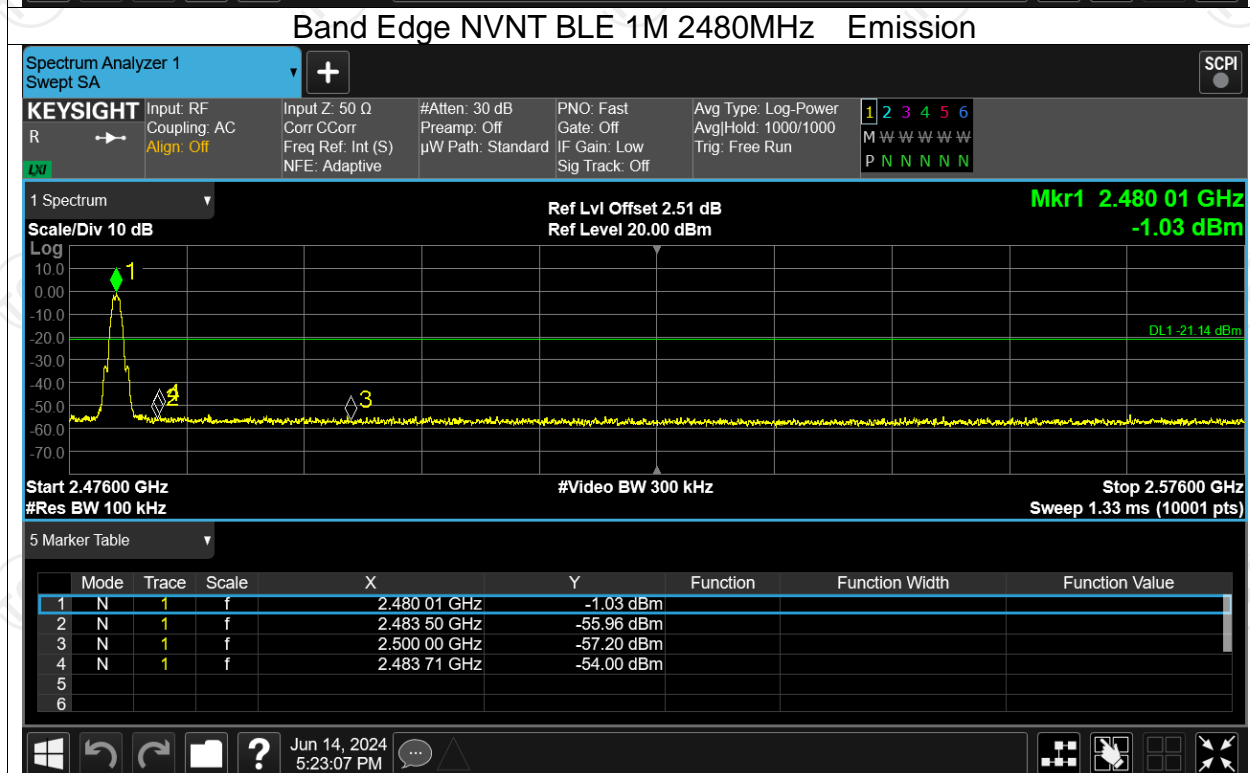 Band Edge NVNT BLE 1M 2480MHz Emission
Spectrum Analyzer 1
Swept SA
SCPI
KEYSIGHT Input: RF Input Z: 50 Ω #Atten: 30 dB PNO: Fast Avg Type: Log-Power 1 2 3 4 5 6
R Coupling: AC Corr CCorr Preamp: Off Gate: Off Avg|Hold: 1000/1000 M W W W W W
Align: Off Freq Ref: Int (S) µW Path: Standard IF Gain: Low Trig: Free Run
LXI NFE: Adaptive Sig Track: Off P N N N N N
1 Spectrum
Ref Lvl Offset 2.51 dB
Mkr1 2.480 01 GHz
Scale/Div 10 dB
Ref Level 20.00 dBm
-1.03 dBm
Log
10.0
1
0.00
-10.0
-20.0
DL1 -21.14 dBm
-30.0
-40.0
4
2
3
-50.0
-60.0
-70.0
Start 2.47600 GHz #Video BW 300 kHz Stop 2.57600 GHz
#Res BW 100 kHz Sweep 1.33 ms (10001 pts)
5 Marker Table
Mode Trace Scale X Y Function Function Width Function Value
1 N 1 f 2.480 01 GHz -1.03 dBm
2 N 1 f 2.483 50 GHz -55.96 dBm
3 N 1 f 2.500 00 GHz -57.20 dBm
4 N 1 f 2.483 71 GHz -54.00 dBm
5
6
? Jun 14, 2024
5:23:07 PM